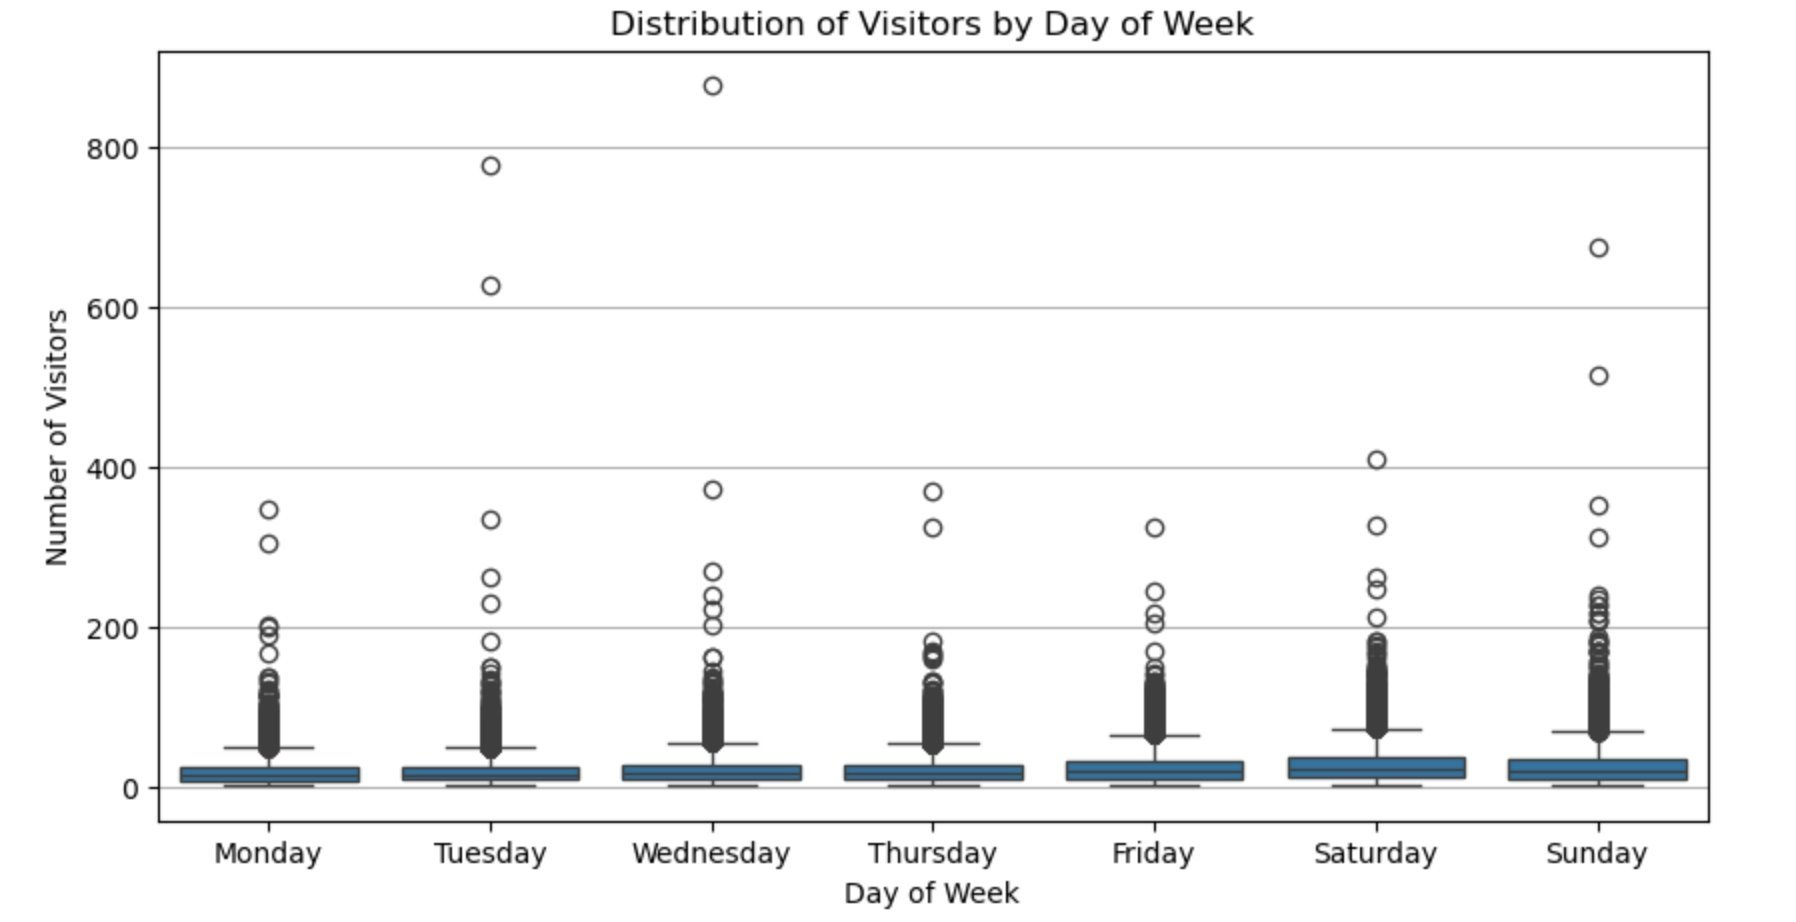 Distribution of Visitors by Day of Week
Number of Visitors
800
600
400
200
0
Monday Tuesday Wednesday Thursday Friday Saturday Sunday
Day of Week